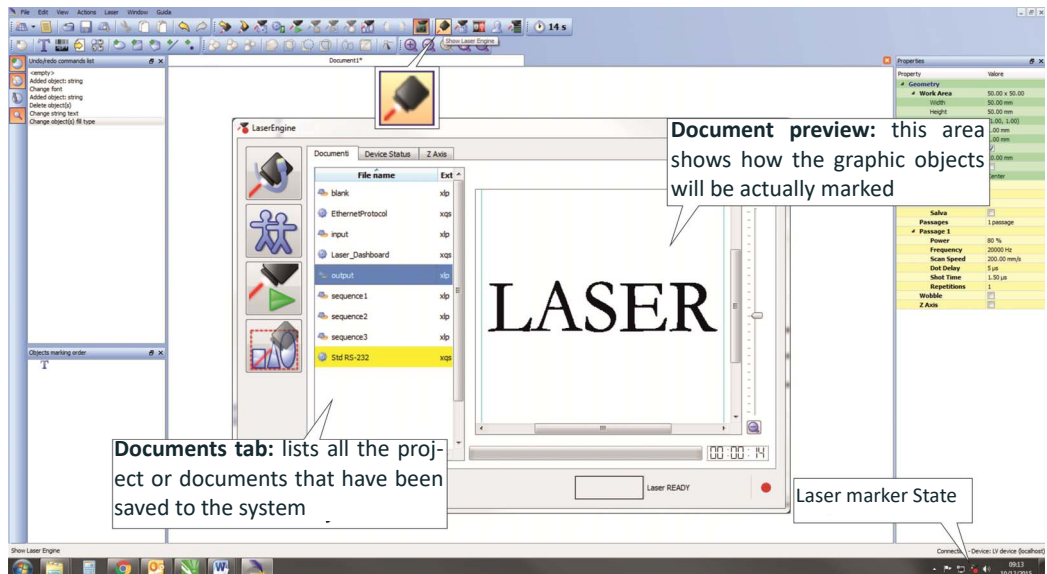 File Edit View Actions Laser Window Guida
14 s
Show Laser Engine
Undo/redo commands list
Document1*
Properties
<empty>
Added object: string
Change font
Added object: string
Delete object(s)
Change string text
Change object(s) fill type
Property Valore
Geometry
Work Area 50.00 x 50.00
Width 50.00 mm
Height 50.00 mm
LaserEngine
Documenti Device Status Z Axis
File name Ext
blank xlp
EthernetProtocol xqs
input xlp
Laser_Dashboard xqs
output xlp
sequence1 xlp
sequence2 xlp
sequence3 xlp
Std RS-232 xqs
LASER
00:00:14
Laser READY
Document preview: this area
shows how the graphic objects
will be actually marked
Salva
Passages 1 passage
Passage 1
Power 80 %
Frequency 20000 Hz
Scan Speed 200.00 mm/s
Dot Delay 5 µs
Shot Time 1.50 µs
Repetitions 1
Wobble
Z Axis
Objects marking order
Documents tab: lists all the proj-
ect or documents that have been
saved to the system
Laser marker State
Show Laser Engine
Device: LV device (localhost)
09:13
10/12/2015